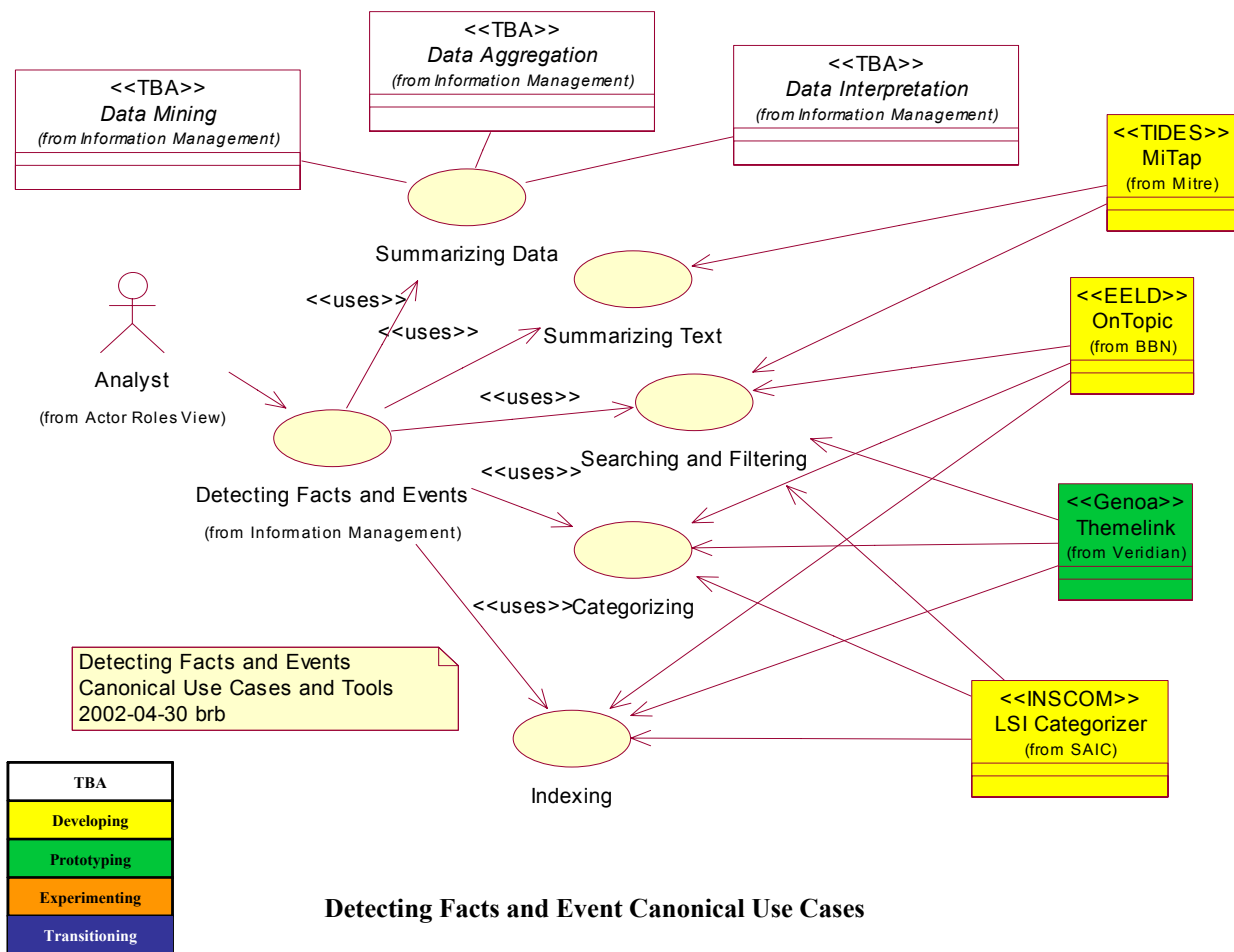 <<TBA>>
Data Mining
(from Information Management)
<<TBA>>
Data Aggregation
(from Information Management)
<<TBA>>
Data Interpretation
(from Information Management)
<<TIDES>>
MiTap
(from Mitre)
Summarizing Data
<<uses>>
<<uses>>
Summarizing Text
<<EELD>>
OnTopic
(from BBN)
Analyst
(from Actor Roles View)
<<uses>>
Searching and Filtering
<<uses>>
Detecting Facts and Events
(from Information Management)
<<Genoa>>
Themelink
(from Veridian)
<<uses>>
Categorizing
Detecting Facts and Events
Canonical Use Cases and Tools
2002-04-30 brb
<<INSCOM>>
LSI Categorizer
(from SAIC)
Indexing
TBA
Developing
Prototyping
Experimenting
Transitioning
Detecting Facts and Event Canonical Use Cases